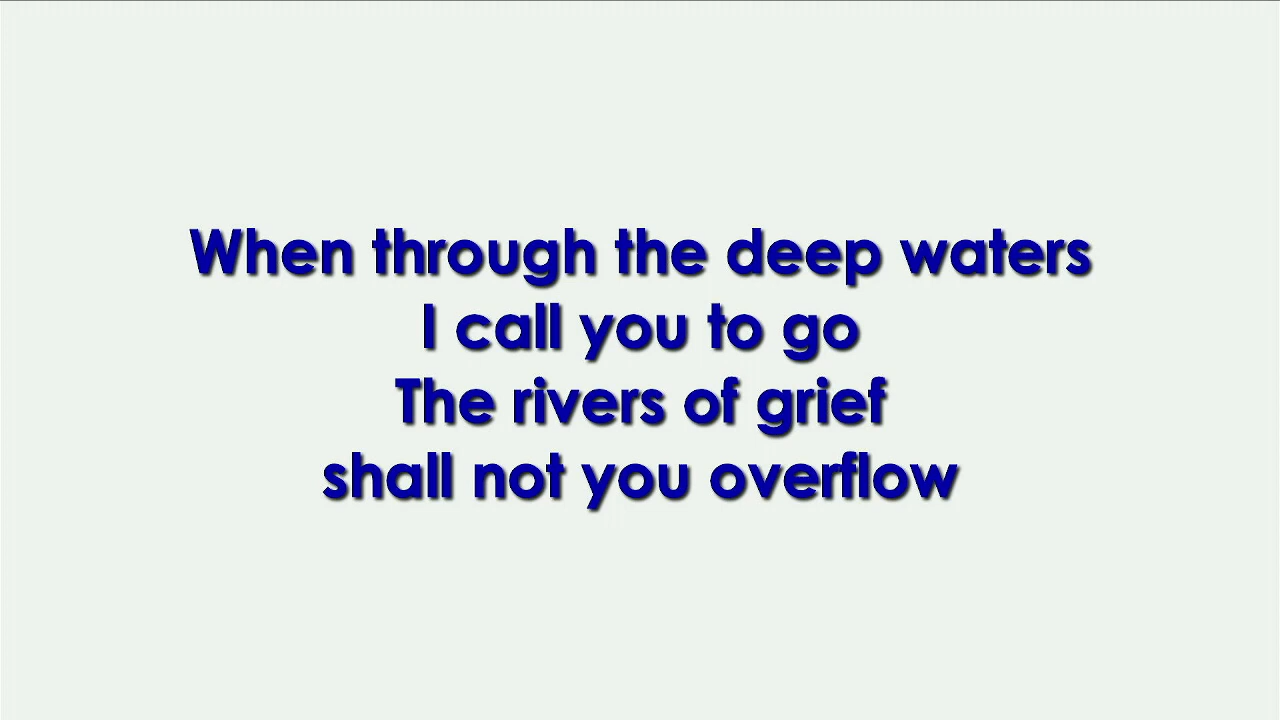 When through the deep waters
I call you to go
The rivers of grief
shall not you overflow